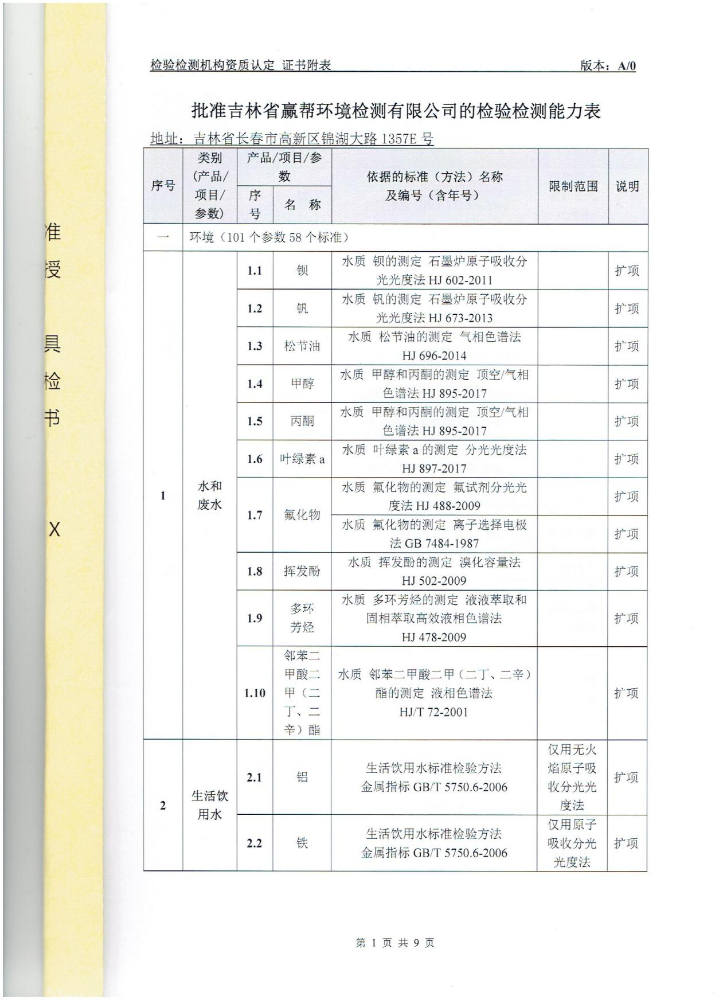 准
授
具
检
书
X
检验检测机构资质认定 证书附表 版本：A/0
批准吉林省赢帮环境检测有限公司的检验检测能力表
地址：吉林省长春市高新区锦湖大路 1357E 号
序号
类别
(产品/
项目/
参数)
产品/项目/参
数
序
号
名 称
依据的标准（方法）名称
及编号（含年号）
限制范围
说明
一 环境（101 个参数 58 个标准）
1
水和
废水
1.1 钡
水质 钡的测定 石墨炉原子吸收分
光光度法 HJ 602-2011
扩项
1.2 钒
水质 钒的测定 石墨炉原子吸收分
光光度法 HJ 673-2013
扩项
1.3 松节油
水质 松节油的测定 气相色谱法
HJ 696-2014
扩项
1.4 甲醇
水质 甲醇和丙酮的测定 顶空/气相
色谱法 HJ 895-2017
扩项
1.5 丙酮
水质 甲醇和丙酮的测定 顶空/气相
色谱法 HJ 895-2017
扩项
1.6 叶绿素 a
水质 叶绿素 a 的测定 分光光度法
HJ 897-2017
扩项
1.7 氟化物
水质 氟化物的测定 氟试剂分光光
度法 HJ 488-2009
扩项
水质 氟化物的测定 离子选择电极
法 GB 7484-1987
扩项
1.8 挥发酚
水质 挥发酚的测定 溴化容量法
HJ 502-2009
扩项
1.9
多环
芳烃
水质 多环芳烃的测定 液液萃取和
固相萃取高效液相色谱法
HJ 478-2009
扩项
1.10
邻苯二
甲酸二
甲（二
丁、二
辛）酯
水质 邻苯二甲酸二甲（二丁、二辛）
酯的测定 液相色谱法
HJ/T 72-2001
扩项
2
生活饮
用水
2.1 铝
生活饮用水标准检验方法
金属指标 GB/T 5750.6-2006
仅用无火
焰原子吸
收分光光
度法
扩项
2.2 铁
生活饮用水标准检验方法
金属指标 GB/T 5750.6-2006
仅用原子
吸收分光
光度法
扩项
第 1 页 共 9 页